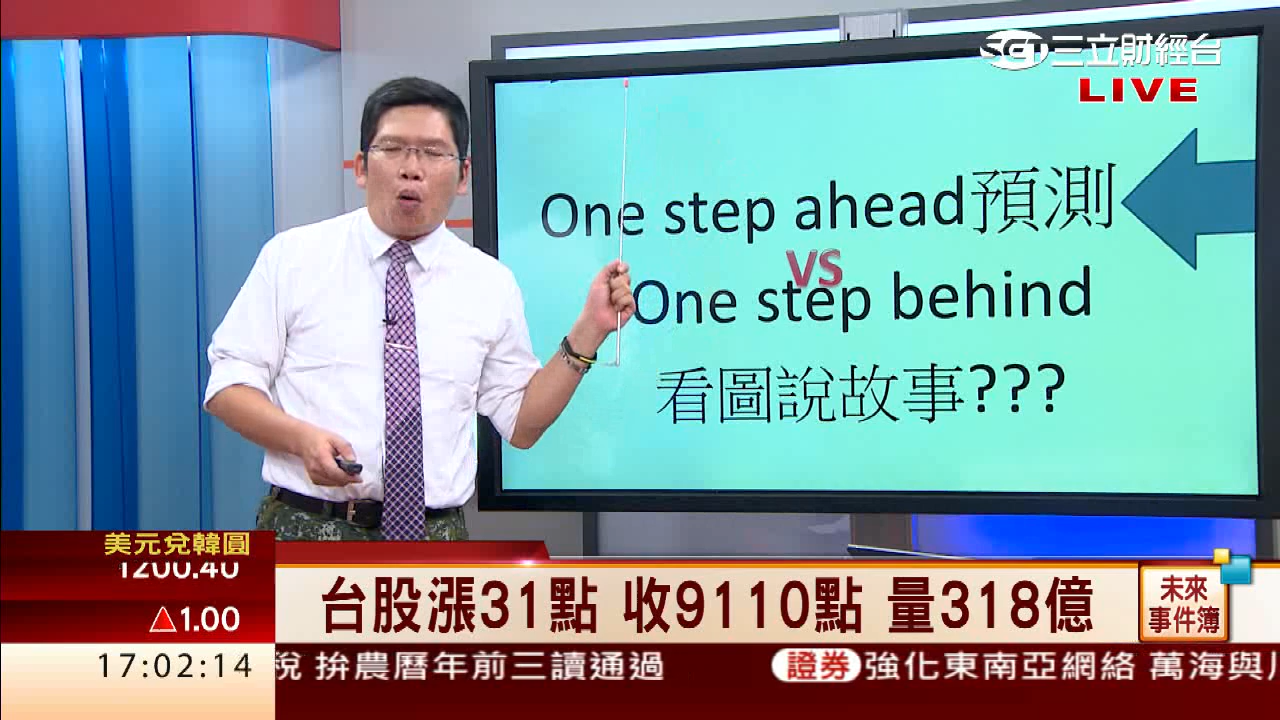 SET三立財經台
LIVE
One step ahead預測
VS
One step behind
看圖說故事???
美元兌韓圓
1200.40
△1.00
台股漲31點 收9110點 量318億
未來
事件簿
17:02:14
稅 拚農曆年前三讀通過
證券 強化東南亞網絡 萬海與